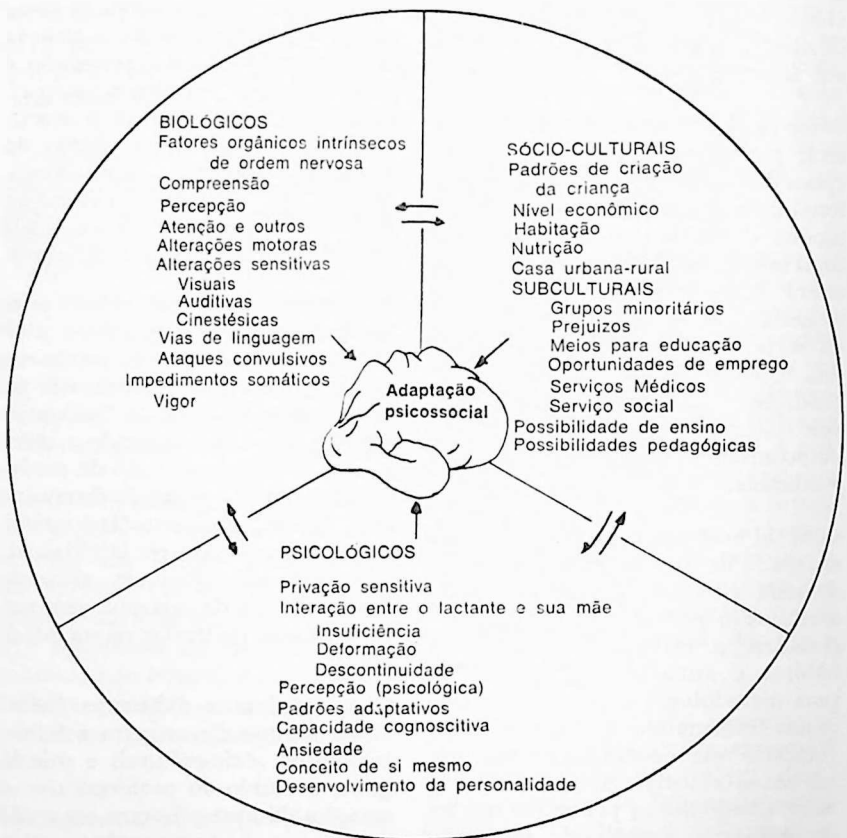 BIOLÓGICOS
Fatores orgânicos intrínsecos
de ordem nervosa
Compreensão
Percepção
Atenção e outros
Alterações motoras
Alterações sensitivas
Visuais
Auditivas
Cinestésicas
Vias de linguagem
Ataques convulsivos
Impedimentos somáticos
Vigor
SÓCIO-CULTURAIS
Padrões de criação
da criança
Nível econômico
Habitação
Nutrição
Casa urbana-rural
SUBCULTURAIS
Grupos minoritários
Prejuizos
Meios para educação
Oportunidades de emprego
Serviços Médicos
Serviço social
Possibilidade de ensino
Possibilidades pedagógicas
Adaptação
psicossocial
PSICOLÓGICOS
Privação sensitiva
Interação entre o lactante e sua mãe
Insuficiência
Deformação
Descontinuidade
Percepção (psicológica)
Padrões adaptativos
Capacidade cognoscitiva
Ansiedade
Conceito de si mesmo
Desenvolvimento da personalidade